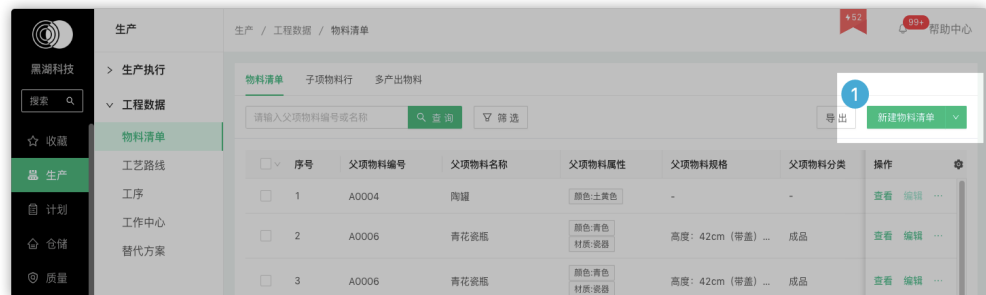 生产
生产 / 工程数据 / 物料清单
52
99+
帮助中心
黑湖科技
搜索
收藏
生产
计划
仓储
质量
生产执行
工程数据
物料清单
工艺路线
工序
工作中心
替代方案
物料清单 子项物料行 多产出物料
1
请输入父项物料编号或名称 查询 筛选 导出 新建物料清单
序号 父项物料编号 父项物料名称 父项物料属性 父项物料规格 父项物料分类 操作
1 A0004 陶罐 颜色:土黄色 - - 查看 编辑 ...
2 A0006 青花瓷瓶 颜色:青色 材质:瓷器 高度: 42cm (带盖) ... 成品 查看 编辑 ...
3 A0006 青花瓷瓶 颜色:青色 材质:瓷器 高度: 42cm (带盖) ... 成品 查看 编辑 ...